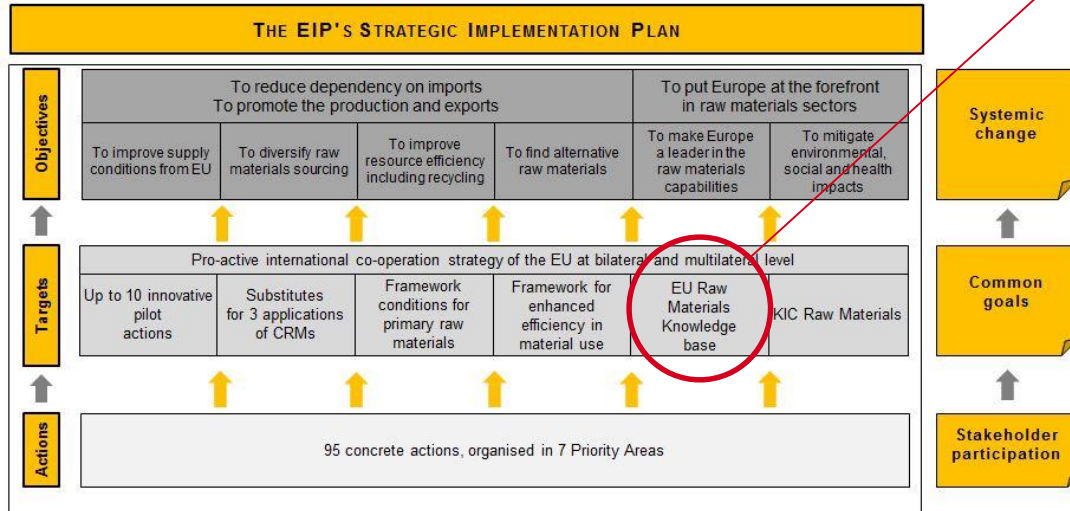 THE EIP'S STRATEGIC IMPLEMENTATION PLAN
Objectives
To reduce dependency on imports
To promote the production and exports
To put Europe at the forefront
in raw materials sectors
To improve supply
conditions from EU
To diversify raw
materials sourcing
To improve
resource efficiency
including recycling
To find alternative
raw materials
To make Europe
a leader in the
raw materials
capabilities
To mitigate
environmental,
social and health
impacts
Systemic
change
Targets
Pro-active international co-operation strategy of the EU at bilateral and multilateral level
Up to 10 innovative
pilot
actions
Substitutes
for 3 applications
of CRMs
Framework
conditions for
primary raw
materials
Framework for
enhanced
efficiency in
material use
EU Raw
Materials
Knowledge
base
KIC Raw Materials
Common
goals
Actions
95 concrete actions, organised in 7 Priority Areas
Stakeholder
participation